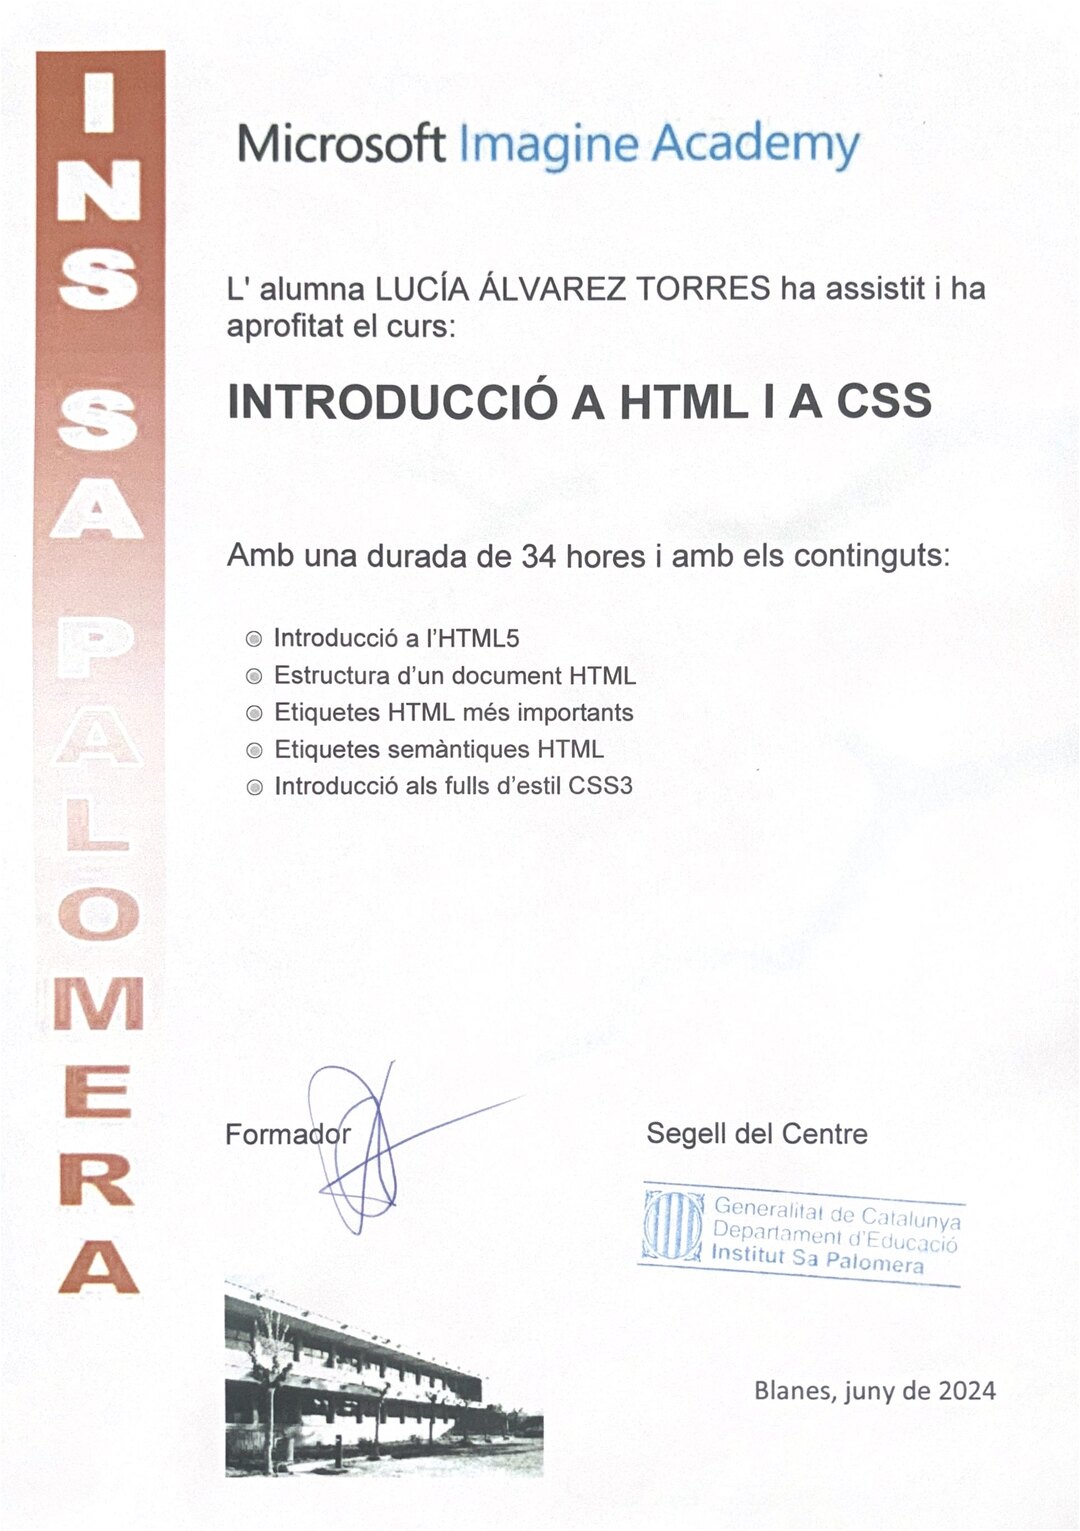 INS SA PALOMERA
Microsoft Imagine Academy
L' alumna LUCÍA ÁLVAREZ TORRES ha assistit i ha
aprofitat el curs:
INTRODUCCIÓ A HTML I A CSS
Amb una durada de 34 hores i amb els continguts:
Introducció a l’HTML5
Estructura d’un document HTML
Etiquetes HTML més importants
Etiquetes semàntiques HTML
Introducció als fulls d’estil CSS3
Formador
Segell del Centre
Generalitat de Catalunya
Departament d'Educació
Institut Sa Palomera
Blanes, juny de 2024